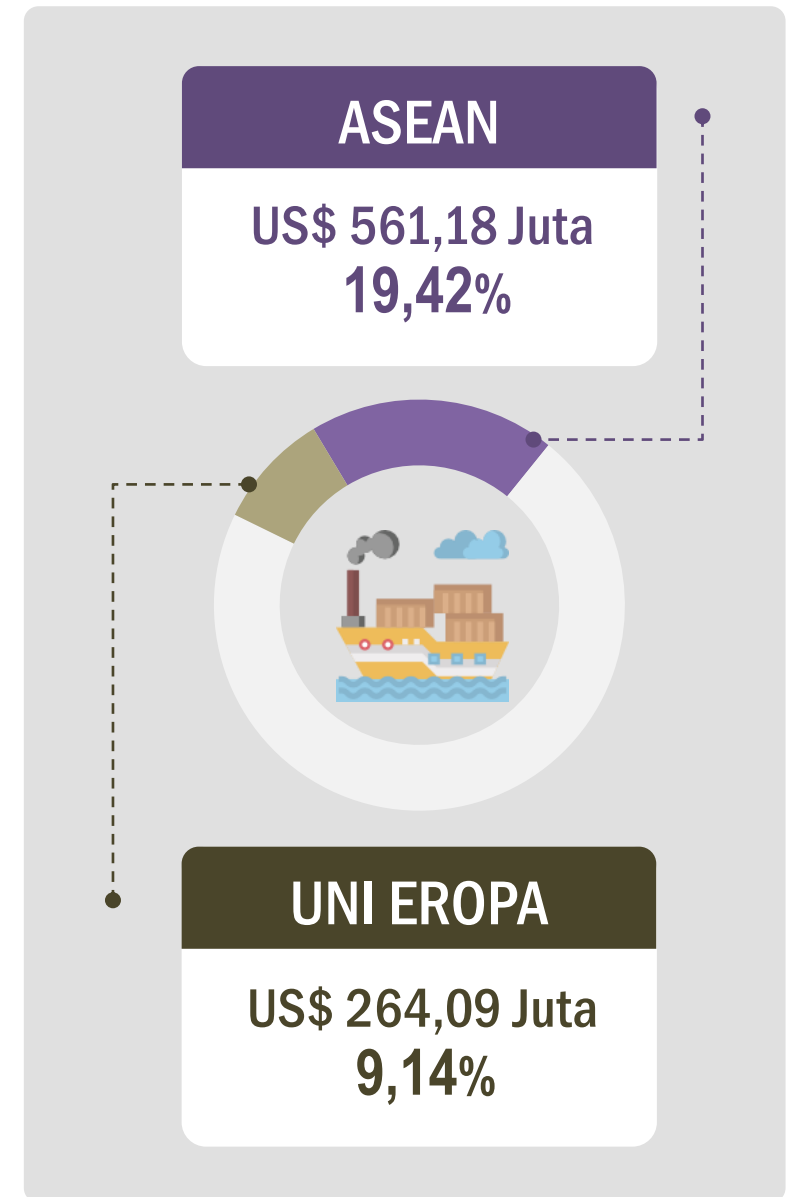 ASEAN
US$ 561,18 Juta
19,42%
UNI EROPA
US$ 264,09 Juta
9,14%